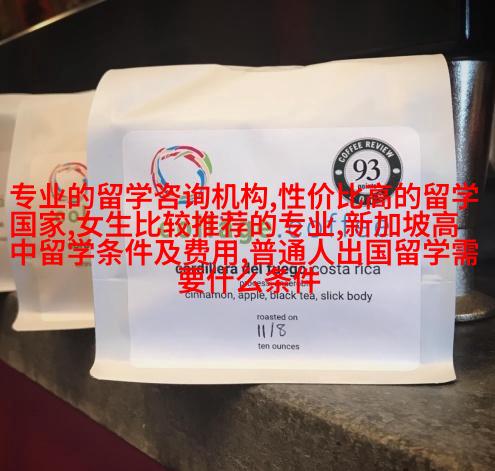 COFFEE REVIEW
93
points
专业的留学咨询机构,性价比高的留学
国家,女生比较推荐的专业,新加坡高
中留学条件及费用,普通人出国留学需
要什么条件
cordillera del fuego costa rica
cinnamon, apple, black tea, slick body
roasted on
11/8
ten ounces